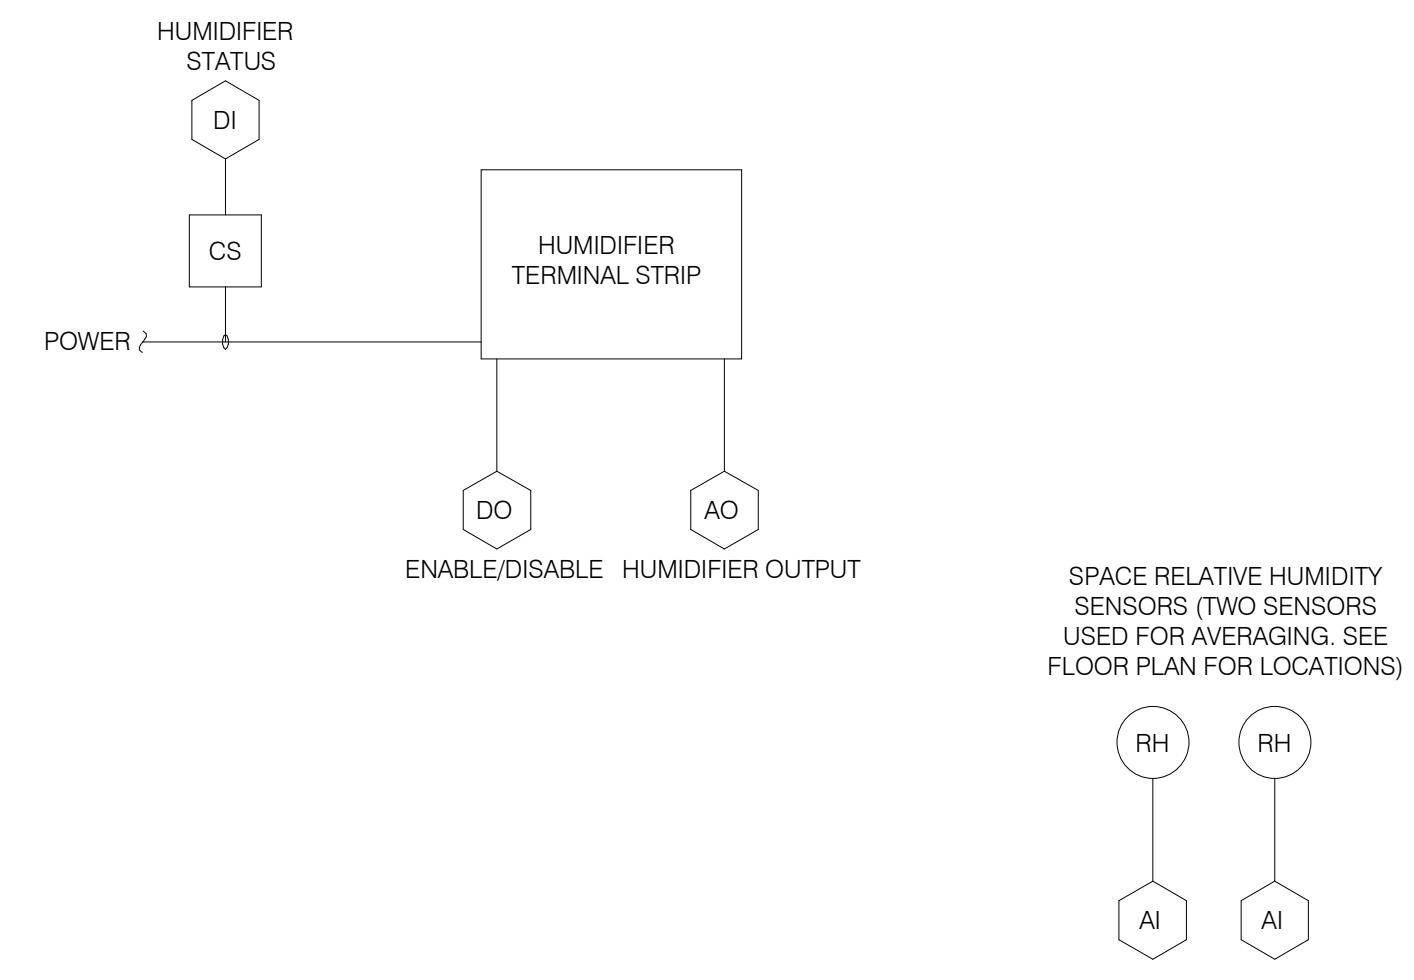 HUMIDIFIER
STATUS
DI
CS
POWER
HUMIDIFIER
TERMINAL STRIP
DO
AO
ENABLE/DISABLE
HUMIDIFIER OUTPUT
SPACE RELATIVE HUMIDITY
SENSORS (TWO SENSORS
USED FOR AVERAGING. SEE
FLOOR PLAN FOR LOCATIONS)
RH
RH
AI
AI